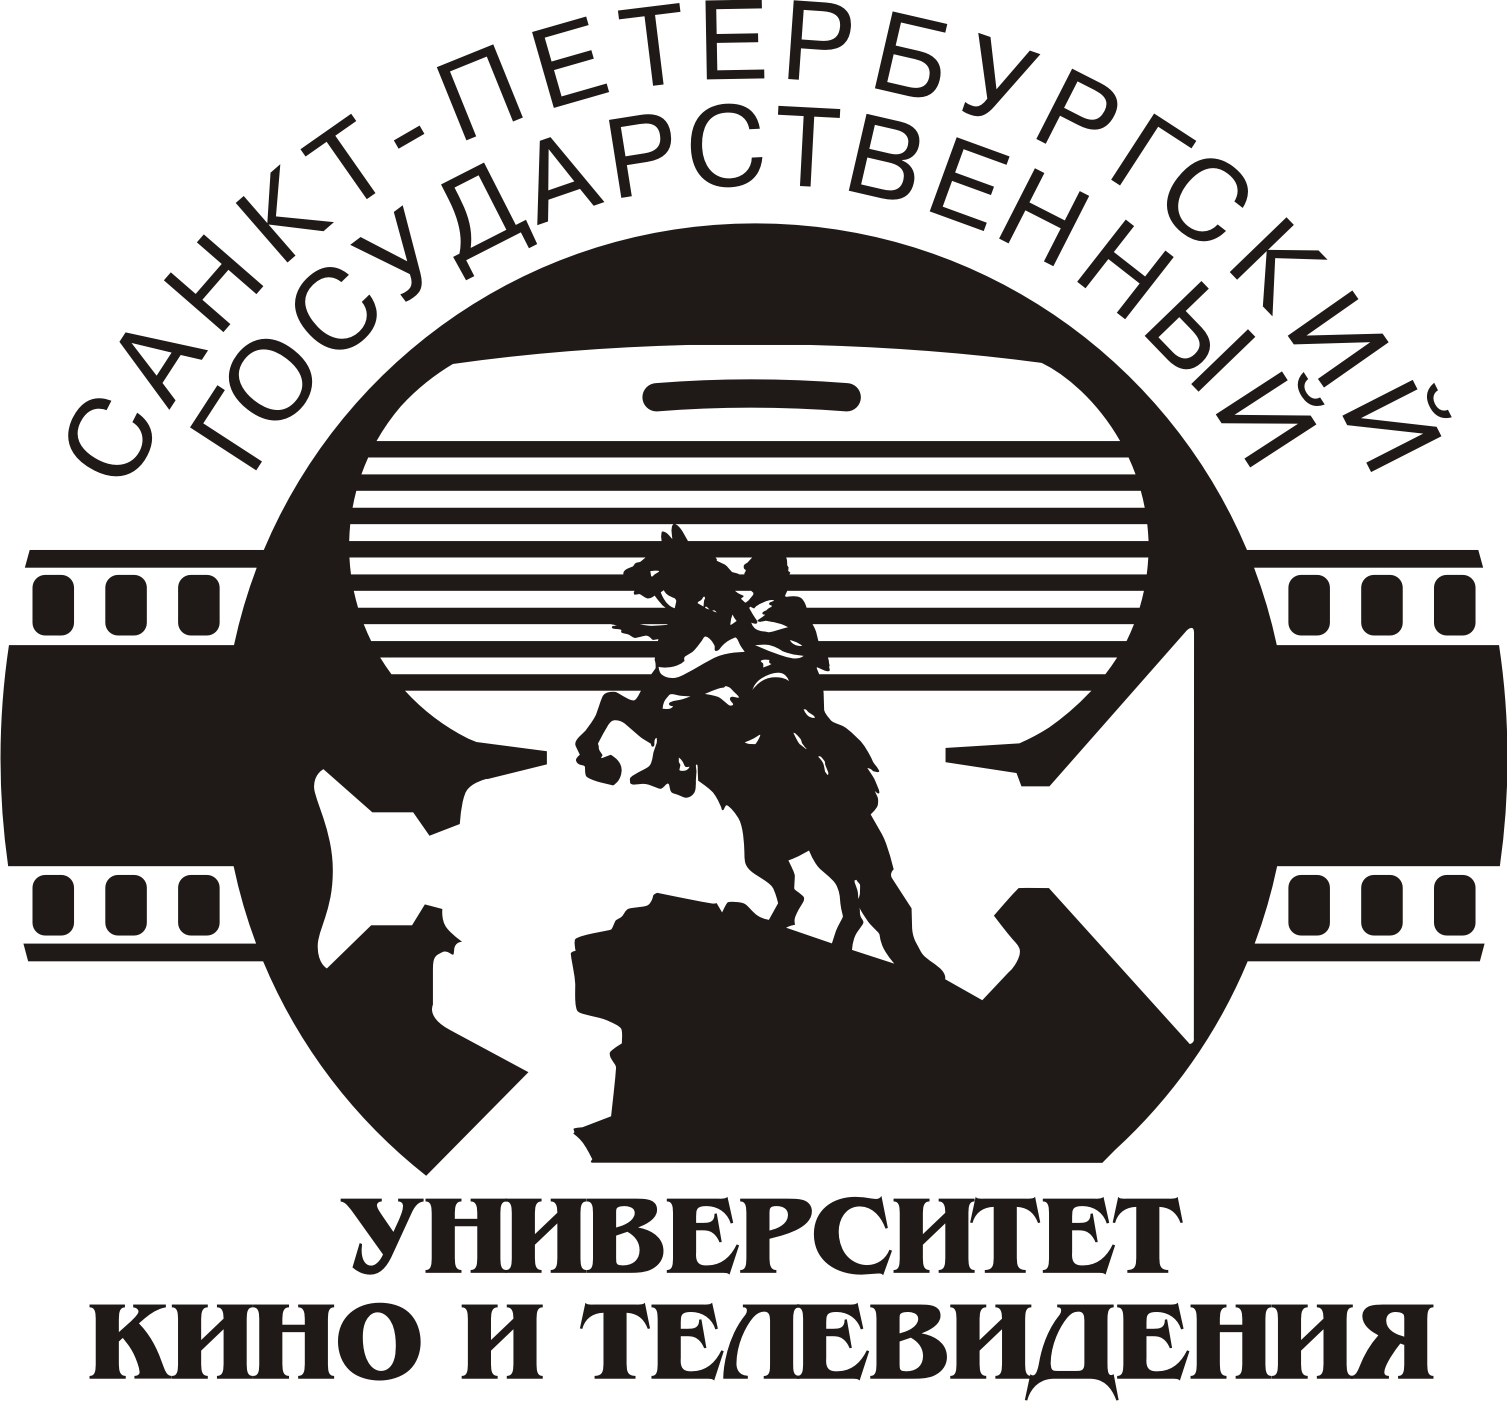 САНКТ-ПЕТЕРБУРГСКИЙ
ГОСУДАРСТВЕННЫЙ
УНИВЕРСИТЕТ
КИНО И ТЕЛЕВИДЕНИЯ